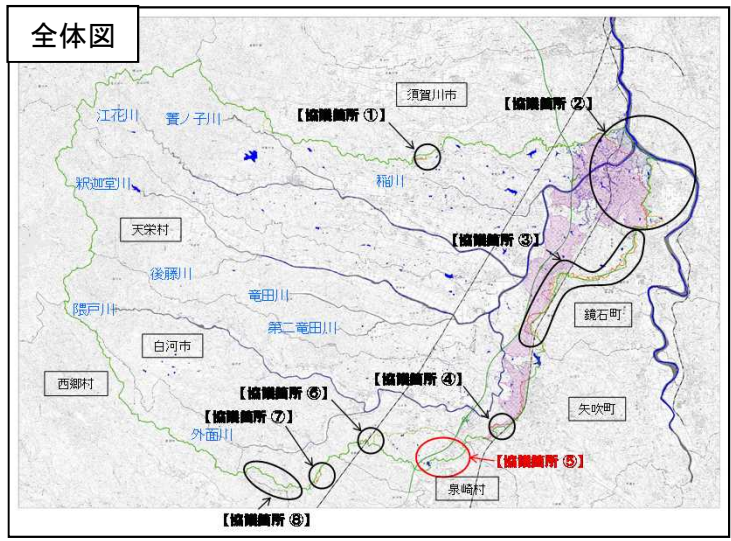 全体図
須賀川市
【協議箇所 ②】
江花川
簀ノ子川
【協議箇所 ①】
釈迦堂川
稲川
天栄村
【協議箇所 ③】
後藤川
竜田川
隈戸川
第二竜田川
鏡石町
白河市
西郷村
【協議箇所 ⑥】
【協議箇所 ④】
矢吹町
【協議箇所 ⑦】
外面川
【協議箇所 ⑤】
泉崎村
【協議箇所 ⑧】